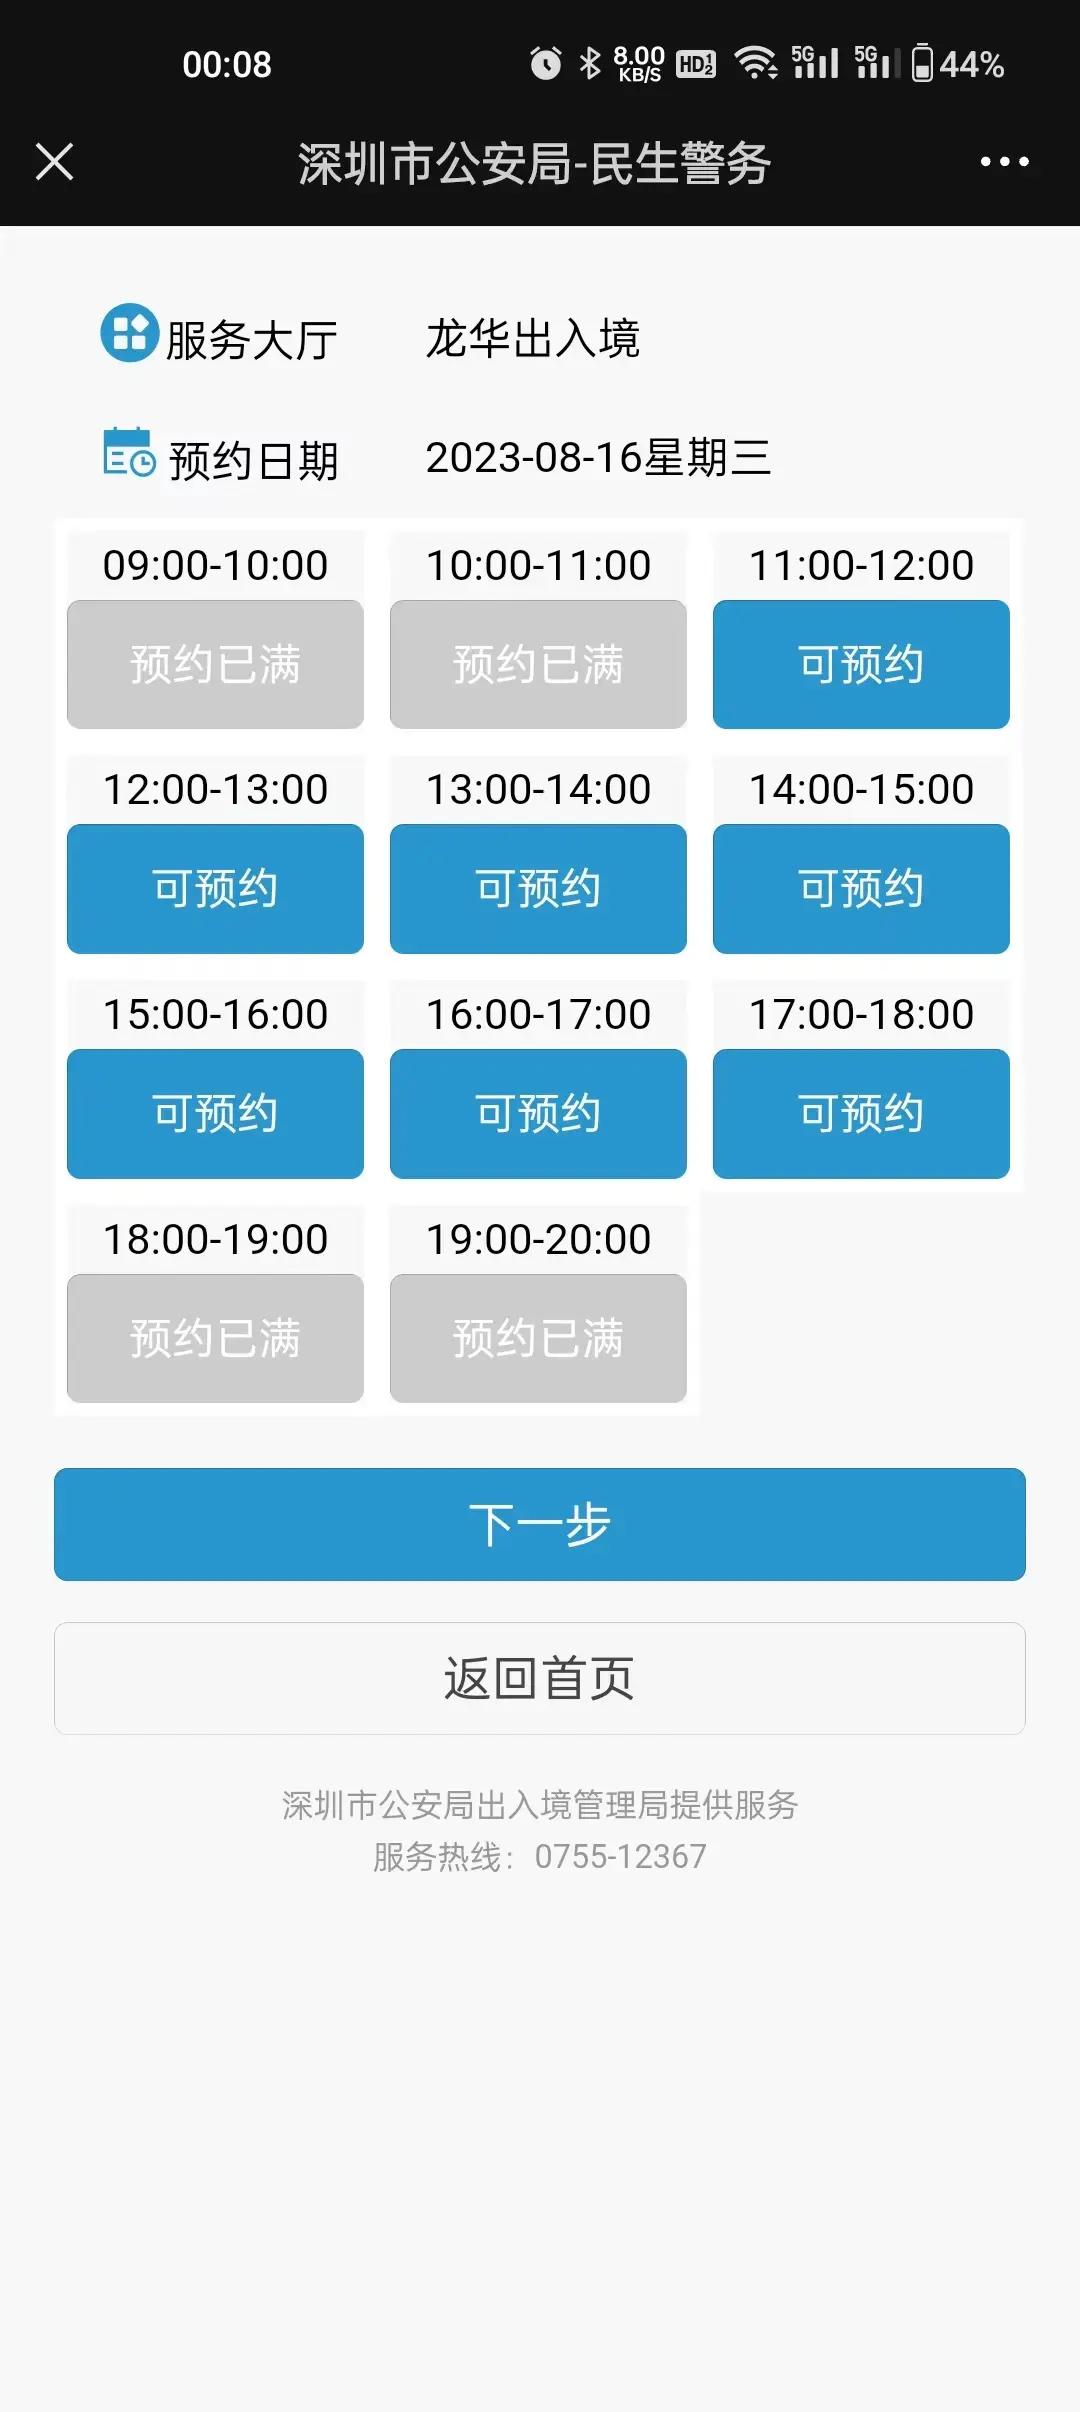 00:08 8.00 KB/S HD 1 2 5G 5G 44%
深圳市公安局-民生警务
服务大厅 龙华出入境
预约日期 2023-08-16星期三
09:00-10:00 10:00-11:00 11:00-12:00
预约已满 预约已满 可预约
12:00-13:00 13:00-14:00 14:00-15:00
可预约 可预约 可预约
15:00-16:00 16:00-17:00 17:00-18:00
可预约 可预约 可预约
18:00-19:00 19:00-20:00
预约已满 预约已满
下一步
返回首页
深圳市公安局出入境管理局提供服务
服务热线：0755-12367